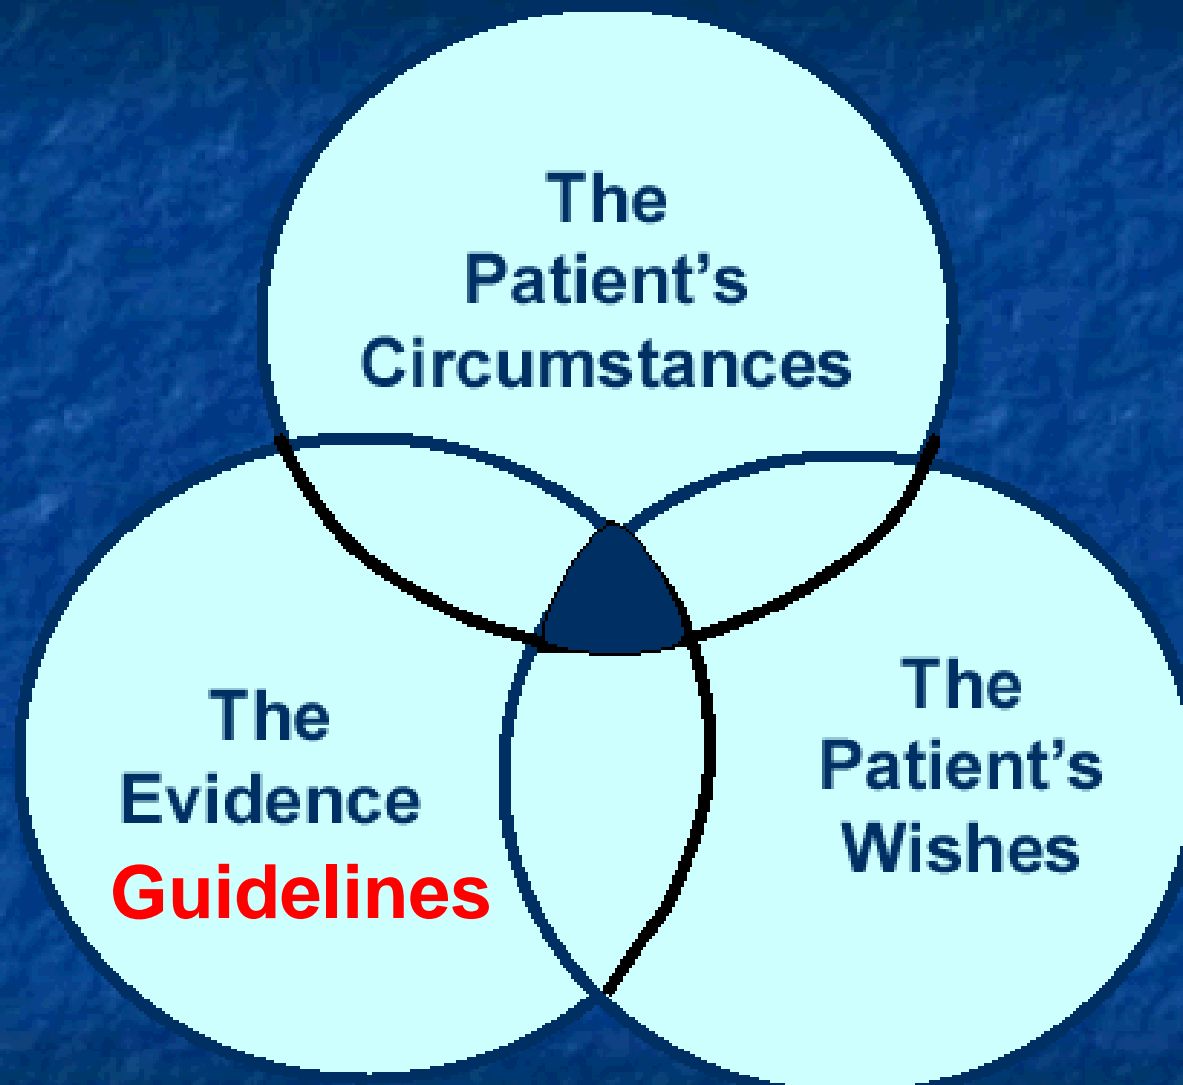 The
Patient’s
Circumstances
The
Evidence
Guidelines
The
Patient’s
Wishes